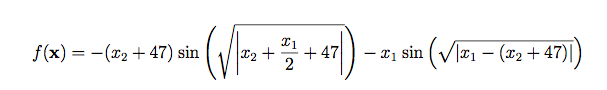 f(x) = −(x₂ + 47) sin (√|x₂ + x₁/2 + 47|) − x₁ sin (√|x₁ − (x₂ + 47)|)